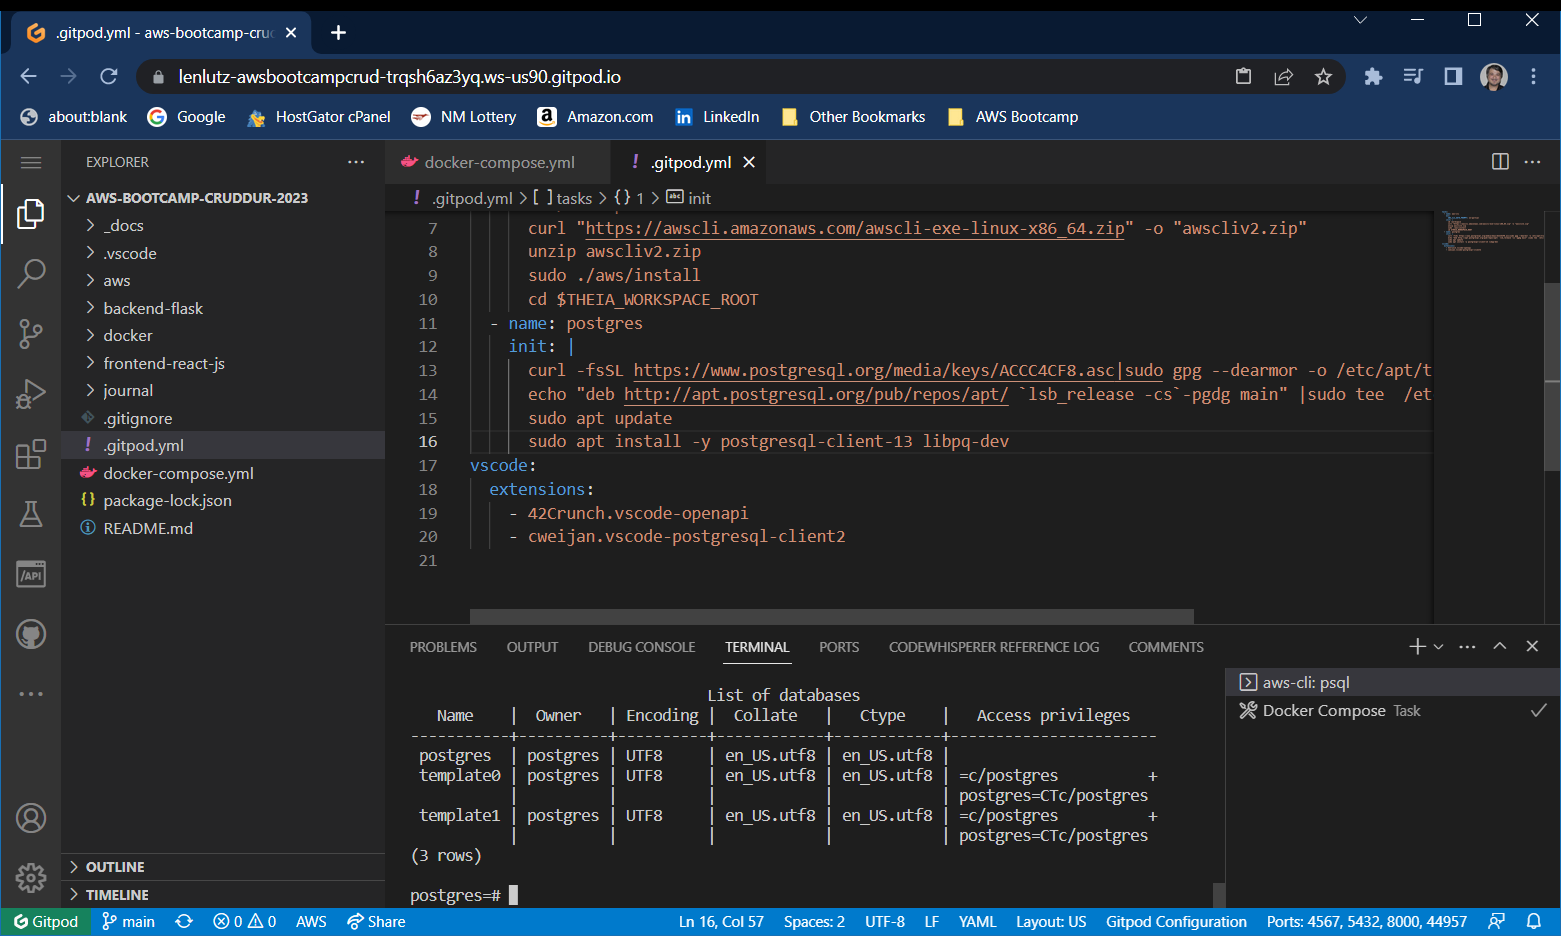 .gitpod.yml - aws-bootcamp-cruc
lenlutz-awsbootcampcrud-trqsh6az3yq.ws-us90.gitpod.io
about:blank Google HostGator cPanel NM Lottery Amazon.com LinkedIn Other Bookmarks AWS Bootcamp
EXPLORER
AWS-BOOTCAMP-CRUDDUR-2023
_docs
.vscode
aws
backend-flask
docker
frontend-react-js
journal
.gitignore
.gitpod.yml
docker-compose.yml
package-lock.json
README.md
OUTLINE
TIMELINE
docker-compose.yml .gitpod.yml
.gitpod.yml > [ ] tasks > {} 1 > abc init
7 curl "https://awscli.amazonaws.com/awscli-exe-linux-x86_64.zip" -o "awscliv2.zip"
8 unzip awscliv2.zip
9 sudo ./aws/install
10 cd $THEIA_WORKSPACE_ROOT
11 - name: postgres
12 init: |
13 curl -fsSL https://www.postgresql.org/media/keys/ACCC4CF8.asc|sudo gpg --dearmor -o /etc/apt/t
14 echo "deb http://apt.postgresql.org/pub/repos/apt/ `lsb_release -cs`-pgdg main" |sudo tee  /et
15 sudo apt update
16 sudo apt install -y postgresql-client-13 libpq-dev
17 vscode:
18 extensions:
19 - 42Crunch.vscode-openapi
20 - cweijan.vscode-postgresql-client2
21
PROBLEMS OUTPUT DEBUG CONSOLE TERMINAL PORTS CODEWHISPERER REFERENCE LOG COMMENTS
List of databases
Name | Owner | Encoding | Collate | Ctype | Access privileges
-----------+----------+----------+------------+------------+-----------------------
postgres | postgres | UTF8 | en_US.utf8 | en_US.utf8 |
template0 | postgres | UTF8 | en_US.utf8 | en_US.utf8 | =c/postgres +
| | | | | postgres=CTc/postgres
template1 | postgres | UTF8 | en_US.utf8 | en_US.utf8 | =c/postgres +
| | | | | postgres=CTc/postgres
(3 rows)
postgres=#
aws-cli: psql
Docker Compose Task
/API
Gitpod main 0 0 AWS Share Ln 16, Col 57 Spaces: 2 UTF-8 LF YAML Layout: US Gitpod Configuration Ports: 4567, 5432, 8000, 44957